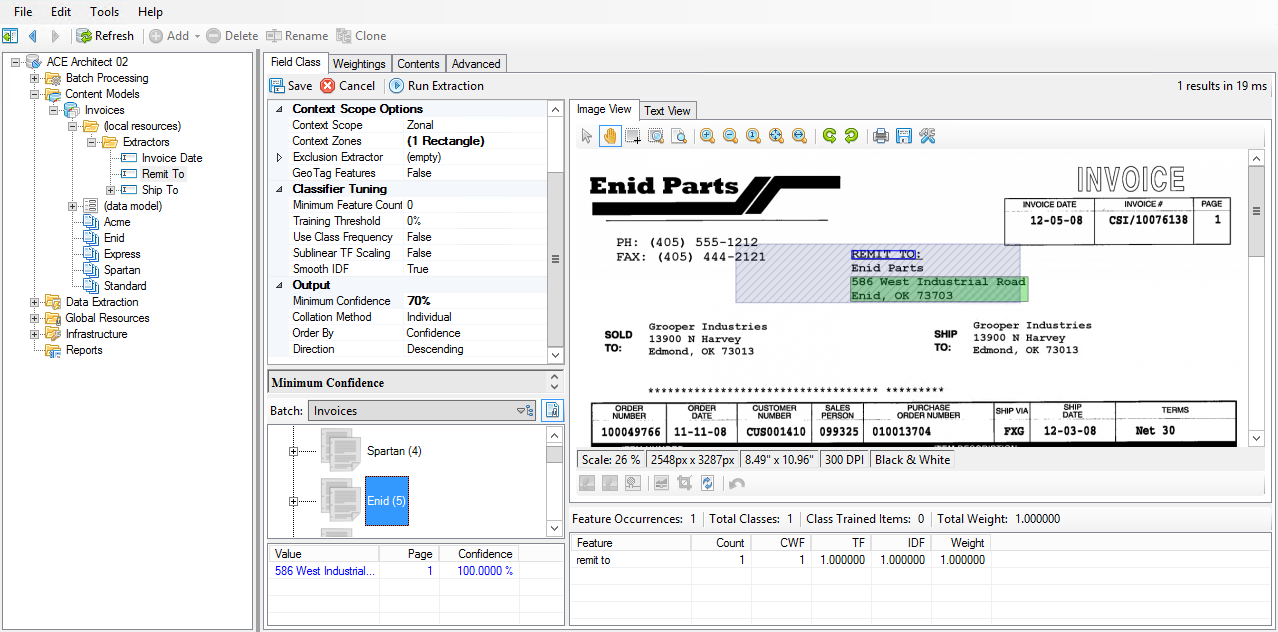 File Edit Tools Help
Refresh Add Delete Rename Clone
ACE Architect 02
Batch Processing
Content Models
Invoices
(local resources)
Extractors
Invoice Date
Remit To
Ship To
(data model)
Acme
Enid
Express
Spartan
Standard
Data Extraction
Global Resources
Infrastructure
Reports
Field Class Weightings Contents Advanced
Save Cancel Run Extraction 1 results in 19 ms
Context Scope Options
Context Scope Zonal
Context Zones (1 Rectangle)
Exclusion Extractor (empty)
GeoTag Features False
Classifier Tuning
Minimum Feature Count 0
Training Threshold 0%
Use Class Frequency False
Sublinear TF Scaling False
Smooth IDF True
Output
Minimum Confidence 70%
Collation Method Individual
Order By Confidence
Direction Descending
Minimum Confidence
Batch: Invoices
Spartan (4)
Enid (5)
Value Page Confidence
586 West Industrial... 1 100.0000 %
Image View Text View
Enid Parts
INVOICE
INVOICE DATE INVOICE # PAGE
12-05-08 CSI/10076138 1
PH: (405) 555-1212
FAX: (405) 444-2121
REMIT TO:
Enid Parts
586 West Industrial Road
Enid, OK 73703
SOLD TO:
Grooper Industries
13900 N Harvey
Edmond, OK 73013
SHIP TO:
Grooper Industries
13900 N Harvey
Edmond, OK 73013
*********************************** *********
ORDER NUMBER ORDER DATE CUSTOMER NUMBER SALES PERSON PURCHASE ORDER NUMBER SHIP VIA SHIP DATE TERMS
100049766 11-11-08 CUS001410 099325 010013704 FXG 12-03-08 Net 30
Scale: 26 % 2548px x 3287px 8.49" x 10.96" 300 DPI Black & White
Feature Occurrences: 1 Total Classes: 1 Class Trained Items: 0 Total Weight: 1.000000
Feature Count CWF TF IDF Weight
remit to 1 1 1.000000 1.000000 1.000000